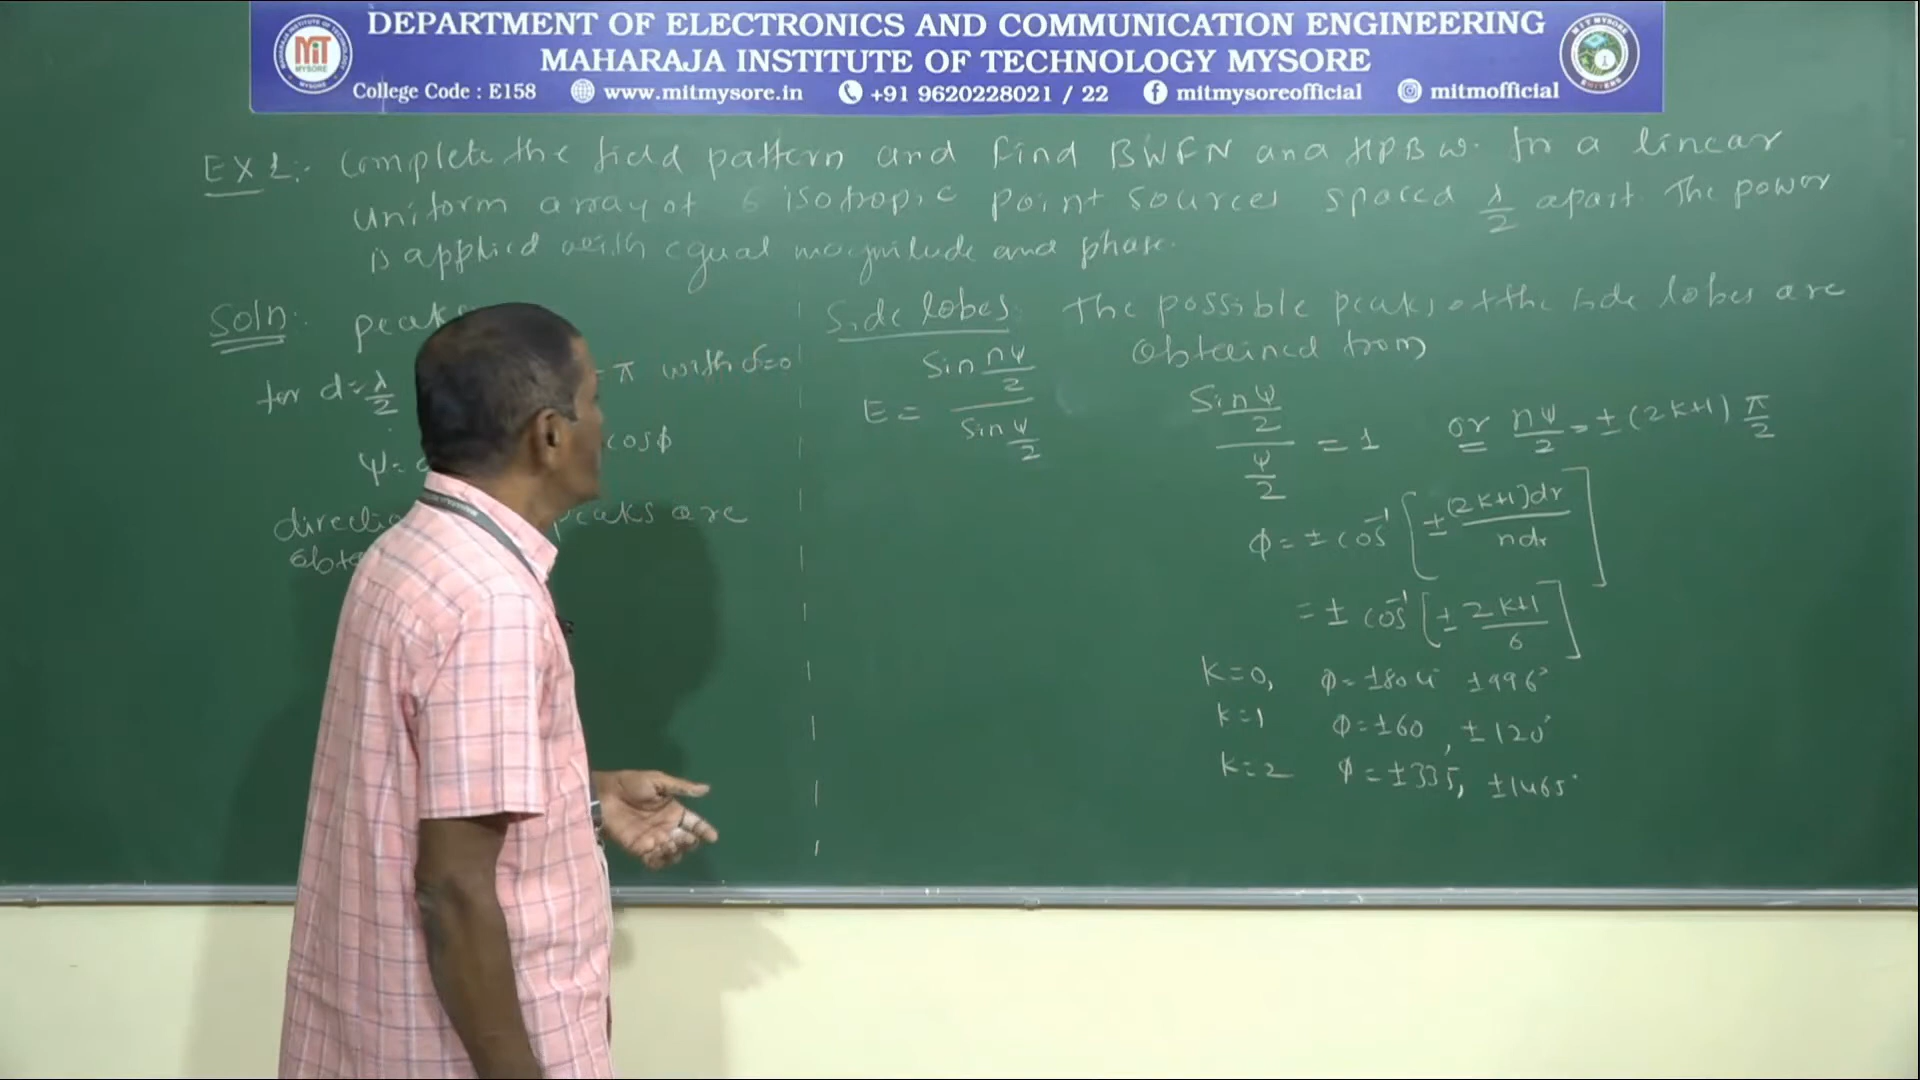 DEPARTMENT OF ELECTRONICS AND COMMUNICATION ENGINEERING
MAHARAJA INSTITUTE OF TECHNOLOGY MYSORE
College Code : E158 www.mitmysore.in +91 9620228021 / 22 mitmysoreofficial mitmofficial
MIT
MYSORE
EX 1:- Complete the field pattern and find BWFN and HPBW. for a linear
uniform array of 6 isotropic point sources spaced λ/2 apart. The power
is applied with equal magnitude and phase.
Soln: peaks
for d=λ/2 =π with δ=0
ψ= cosφ
peaks are
Side lobes: The possible peaks of the side lobes are
obtained from
E = Sin nψ/2 / Sin ψ/2
Sin nψ/2 / ψ/2 = 1 or nψ/2 = ±(2k+1) π/2
φ = ± cos⁻¹ [ ± (2k+1)dr / ndr ]
= ± cos⁻¹ [ ± 2k+1 / 6 ]
k=0, φ= ±80.4° ±99.6°
k=1 φ= ±60, ±120°
k=2 φ= ±33.5, ±146.5°